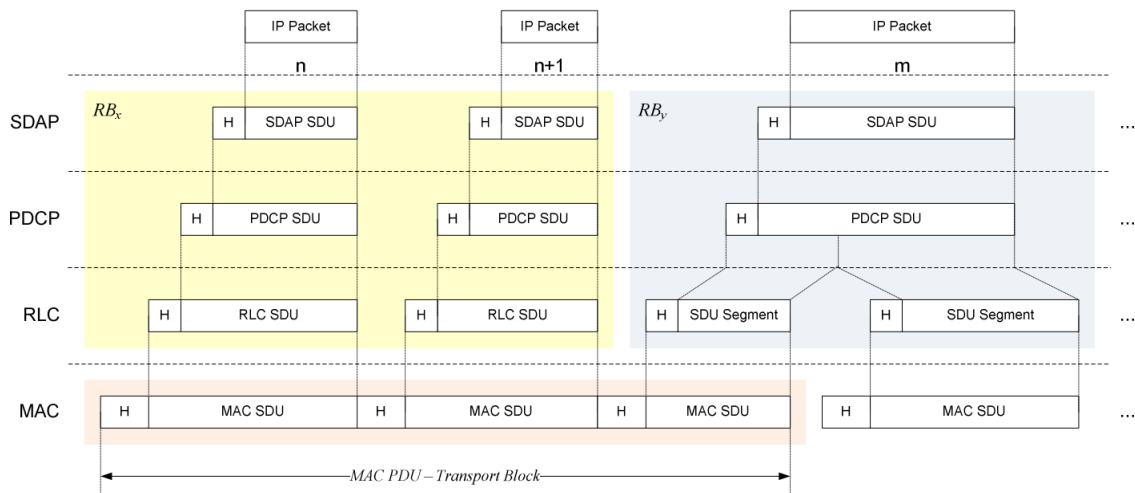 IP Packet IP Packet IP Packet
n n+1 m
RBx RBy
SDAP H SDAP SDU H SDAP SDU H SDAP SDU ...
PDCP H PDCP SDU H PDCP SDU H PDCP SDU ...
RLC H RLC SDU H RLC SDU H SDU Segment H SDU Segment ...
MAC H MAC SDU H MAC SDU H MAC SDU H MAC SDU ...
MAC PDU – Transport Block